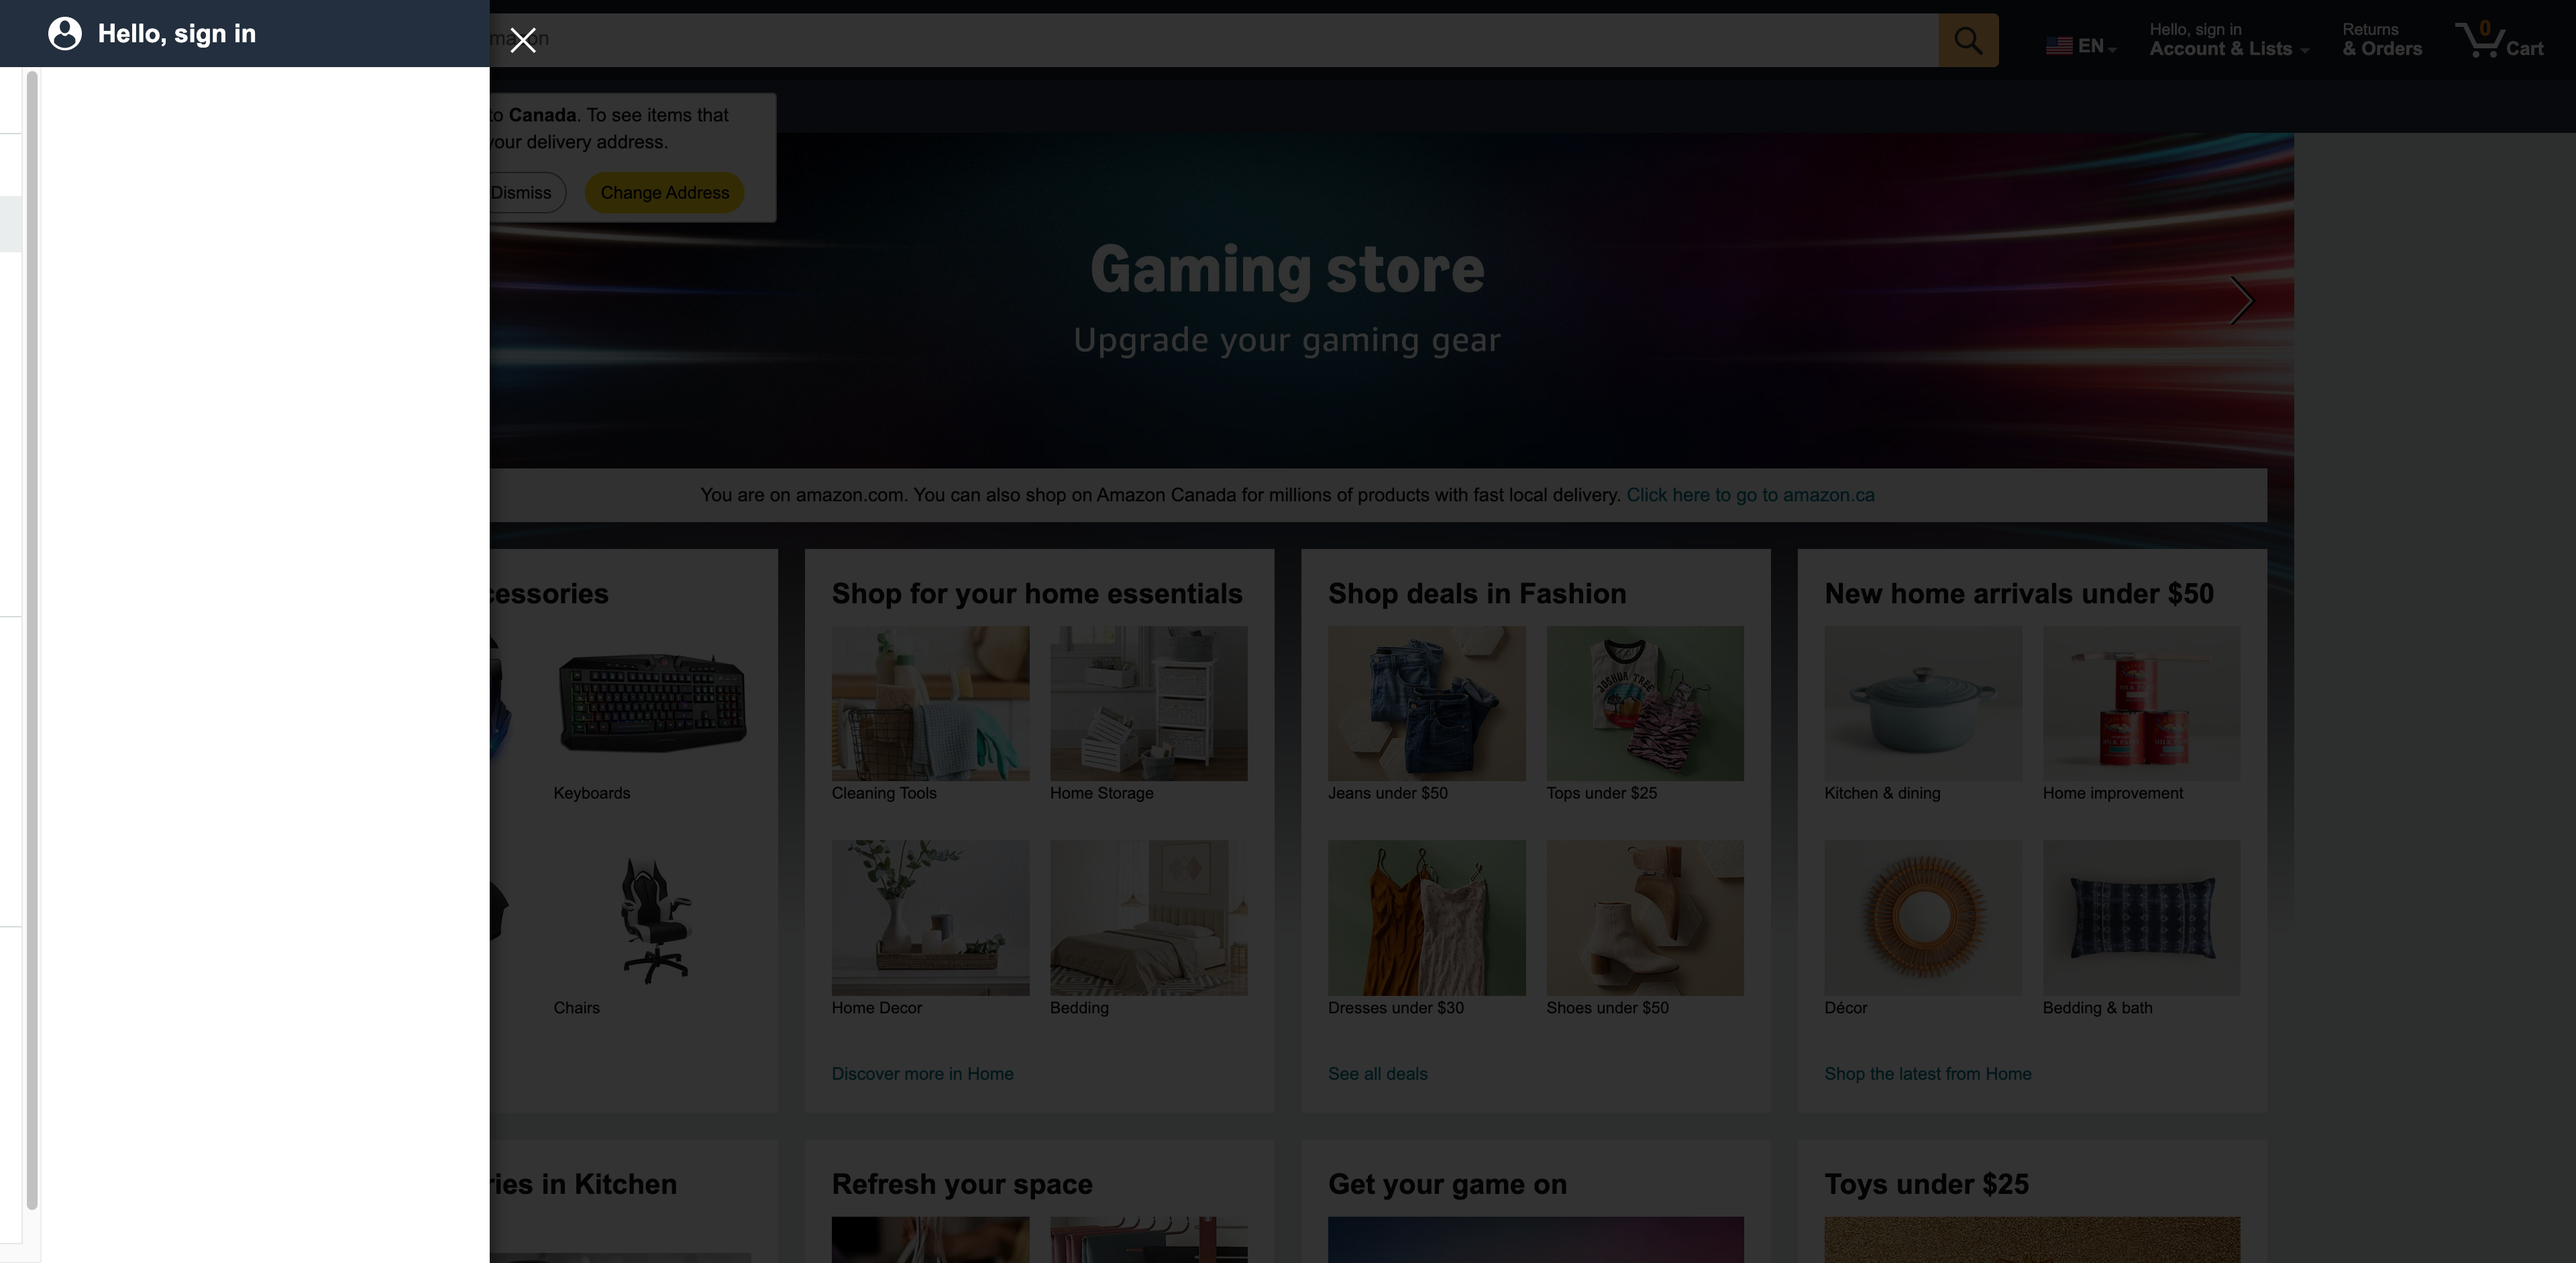 Hello, sign in
EN
Hello, sign in
Account & Lists
Returns
& Orders
0
Cart
to Canada. To see items that
your delivery address.
Dismiss
Change Address
Gaming store
Upgrade your gaming gear
You are on amazon.com. You can also shop on Amazon Canada for millions of products with fast local delivery. Click here to go to amazon.ca
cessories
Keyboards
Chairs
Shop for your home essentials
Cleaning Tools
Home Storage
Home Decor
Bedding
Discover more in Home
Shop deals in Fashion
JOSHUA TREE
Jeans under $50
Tops under $25
Dresses under $30
Shoes under $50
See all deals
New home arrivals under $50
Kitchen & dining
Home improvement
Décor
Bedding & bath
Shop the latest from Home
ries in Kitchen
Refresh your space
Get your game on
Toys under $25